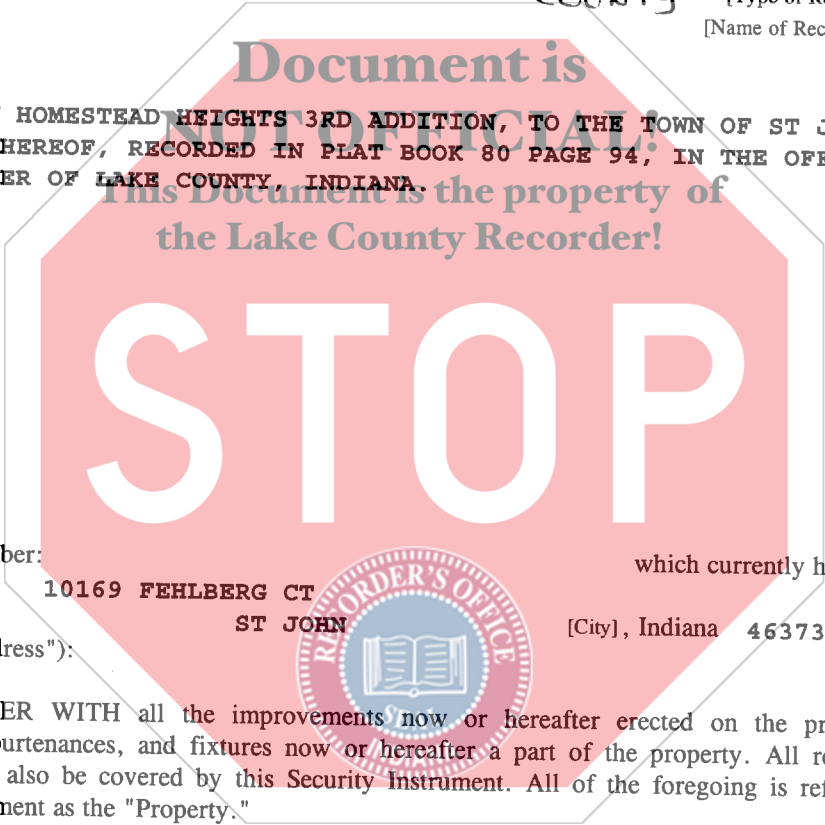 COUNTY [Type of R
[Name of Rec
Document is
HOMESTEAD HEIGHTS 3RD ADDITION, TO THE TOWN OF ST J
NOT OFFICIAL!
HEREOF, RECORDED IN PLAT BOOK 80 PAGE 94, IN THE OFF
ER OF LAKE COUNTY, INDIANA.
This Document is the property of
the Lake County Recorder!
STOP
ber:
which currently h
10169 FEHLBERG CT
ST JOHN [City], Indiana 46373
dress"):
RECORDER'S OFFICE
SEAL
ER WITH all the improvements now or hereafter erected on the pr
urtenances, and fixtures now or hereafter a part of the property. All re
also be covered by this Security Instrument. All of the foregoing is ref
ment as the "Property."